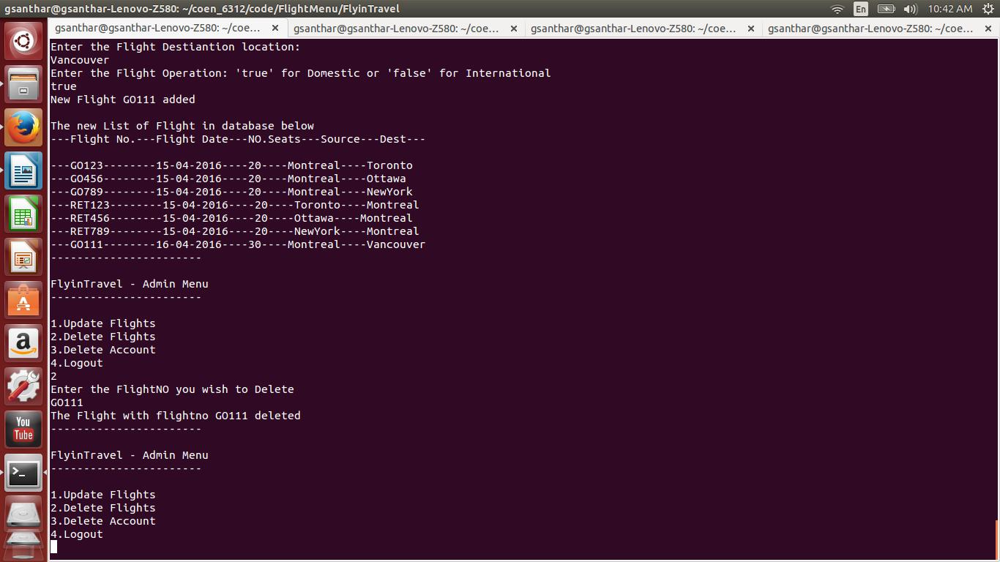 gsanthar@gsanthar-Lenovo-Z580: ~/coen_6312/code/FlightMenu/FlyinTravel
En
10:42 AM
gsanthar@gsanthar-Lenovo-Z580: ~/coe... ×
gsanthar@gsanthar-Lenovo-Z580: ~/coe... ×
gsanthar@gsanthar-Lenovo-Z580: ~/coe... ×
gsanthar@gsanthar-Lenovo-Z580: ~/coe... ×
Enter the Flight Destiantion location:
Vancouver
Enter the Flight Operation: 'true' for Domestic or 'false' for International
true
New Flight GO111 added
The new List of Flight in database below
---Flight No.---Flight Date---NO.Seats---Source---Dest---
---GO123--------15-04-2016----20----Montreal----Toronto
---GO456--------15-04-2016----20----Montreal----Ottawa
---GO789--------15-04-2016----20----Montreal----NewYork
---RET123--------15-04-2016----20----Toronto----Montreal
---RET456--------15-04-2016----20----Ottawa----Montreal
---RET789--------15-04-2016----20----NewYork----Montreal
---GO111--------16-04-2016----30----Montreal----Vancouver
-----------------------
FlyinTravel - Admin Menu
-----------------------
1.Update Flights
2.Delete Flights
3.Delete Account
4.Logout
2
Enter the FlightNO you wish to Delete
GO111
The Flight with flightno GO111 deleted
-----------------------
FlyinTravel - Admin Menu
-----------------------
1.Update Flights
2.Delete Flights
3.Delete Account
4.Logout
A
a
You
Tube
>_